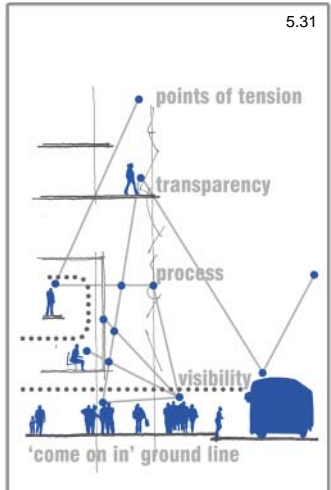 5.31
points of tension
transparency
process
visibility
‘come on in’ ground line